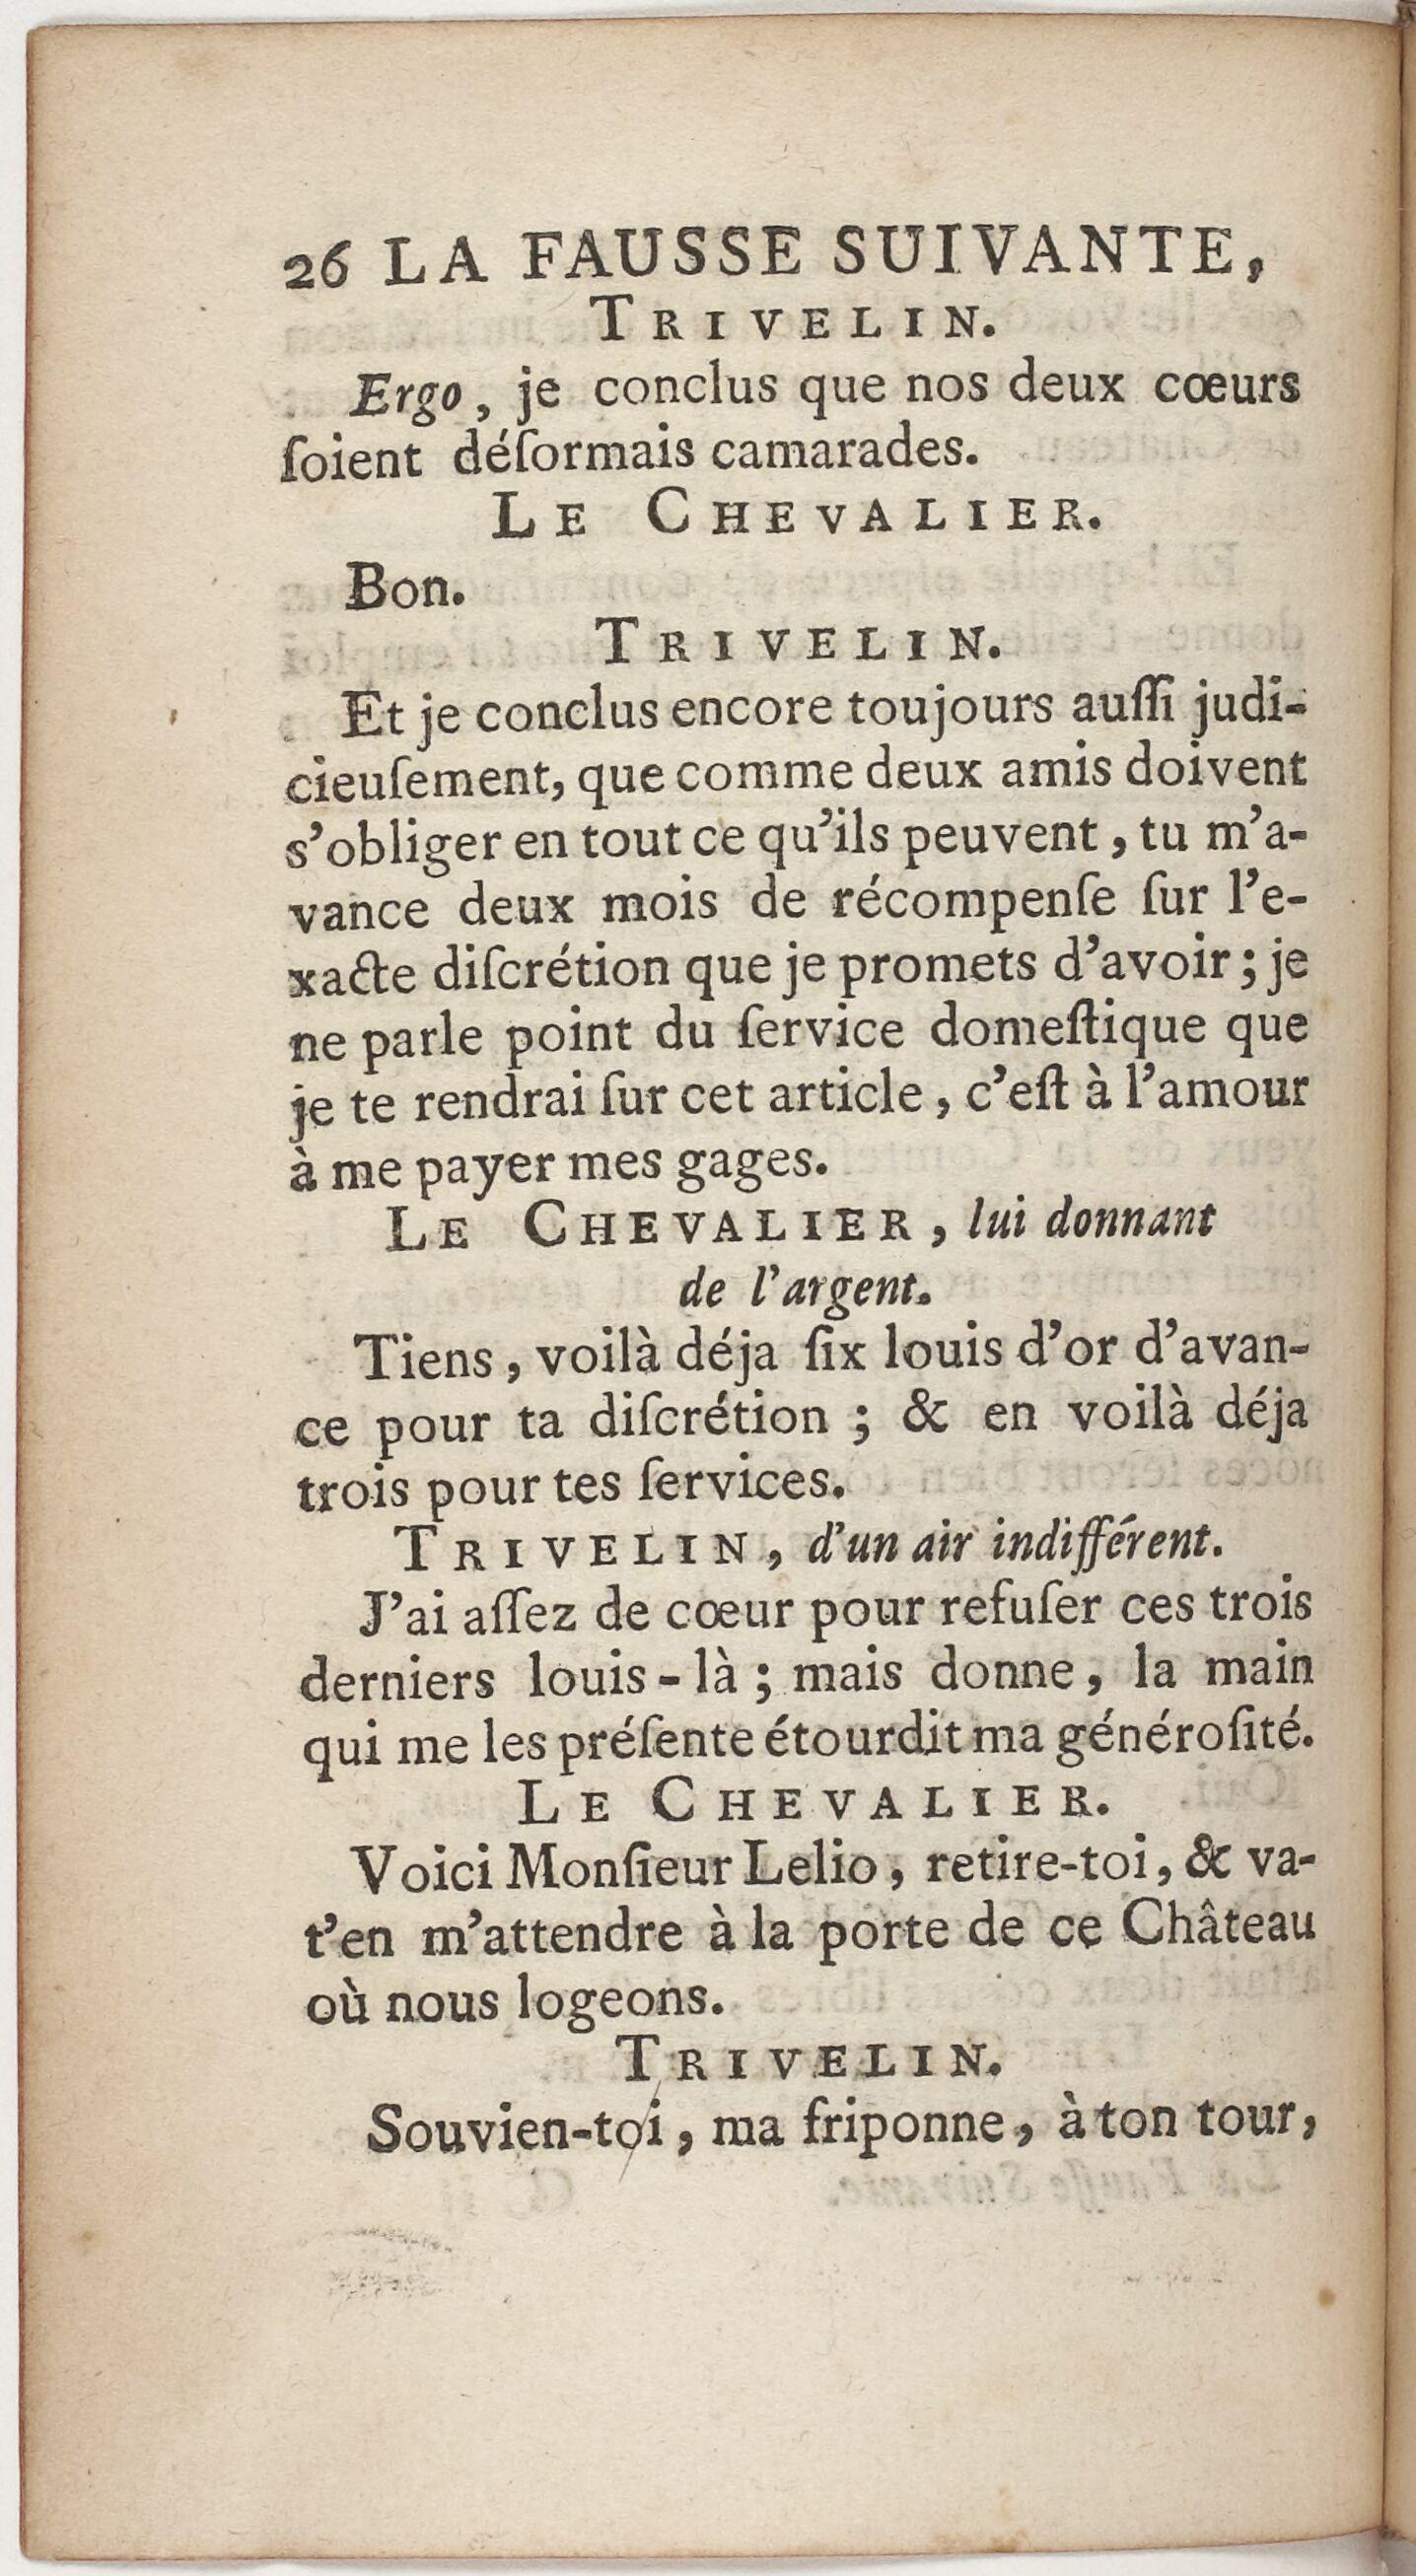 26 LA FAUSSE SUIVANTE,
TRIVELIN.
Ergo, je conclus que nos deux cœurs
ſoient déſormais camarades.
LE CHEVALIER.
Bon.
TRIVELIN.
Et je conclus encore toujours auſſi judi-
cieuſement, que comme deux amis doivent
s'obliger en tout ce qu'ils peuvent, tu m'a-
vance deux mois de récompenſe ſur l'e-
xacte diſcrétion que je promets d'avoir; je
ne parle point du ſervice domeſtique que
je te rendrai ſur cet article, c'eſt à l'amour
à me payer mes gages.
LE CHEVALIER, lui donnant
de l'argent.
Tiens, voilà déja ſix louis d'or d'avan-
ce pour ta diſcrétion ; & en voilà déja
trois pour tes ſervices.
TRIVELIN, d'un air indifférent.
J'ai aſſez de cœur pour refuſer ces trois
derniers louis-là ; mais donne, la main
qui me les préſente étourdit ma généroſité.
LE CHEVALIER.
Voici Monſieur Lelio, retire-toi, & va-
t'en m'attendre à la porte de ce Château
où nous logeons.
TRIVELIN.
Souvien-toi, ma friponne, à ton tour,